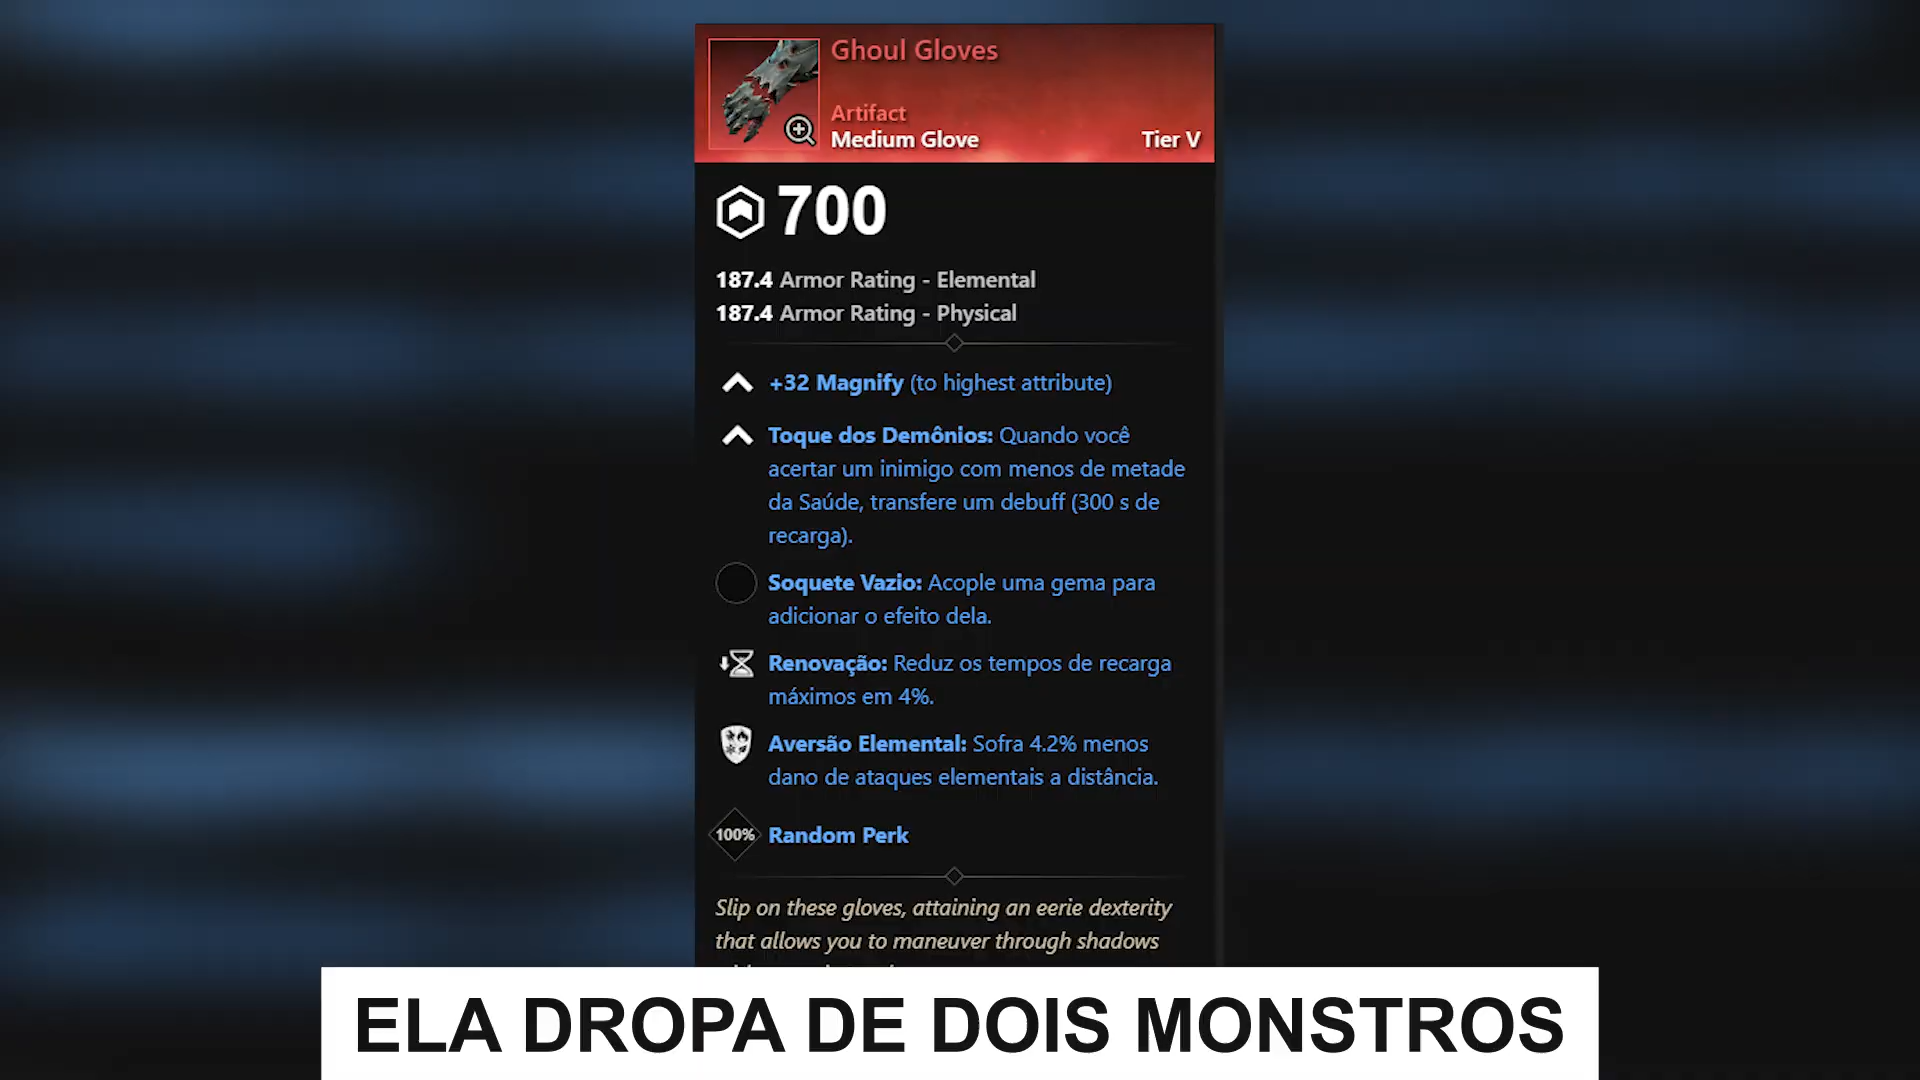 Ghoul Gloves
Artifact
Medium Glove Tier V
700
187.4 Armor Rating - Elemental
187.4 Armor Rating - Physical
+32 Magnify (to highest attribute)
Toque dos Demônios: Quando você
acertar um inimigo com menos de metade
da Saúde, transfere um debuff (300 s de
recarga).
Soquete Vazio: Acople uma gema para
adicionar o efeito dela.
Renovação: Reduz os tempos de recarga
máximos em 4%.
Aversão Elemental: Sofra 4.2% menos
dano de ataques elementais a distância.
100% Random Perk
Slip on these gloves, attaining an eerie dexterity
that allows you to maneuver through shadows
ELA DROPA DE DOIS MONSTROS